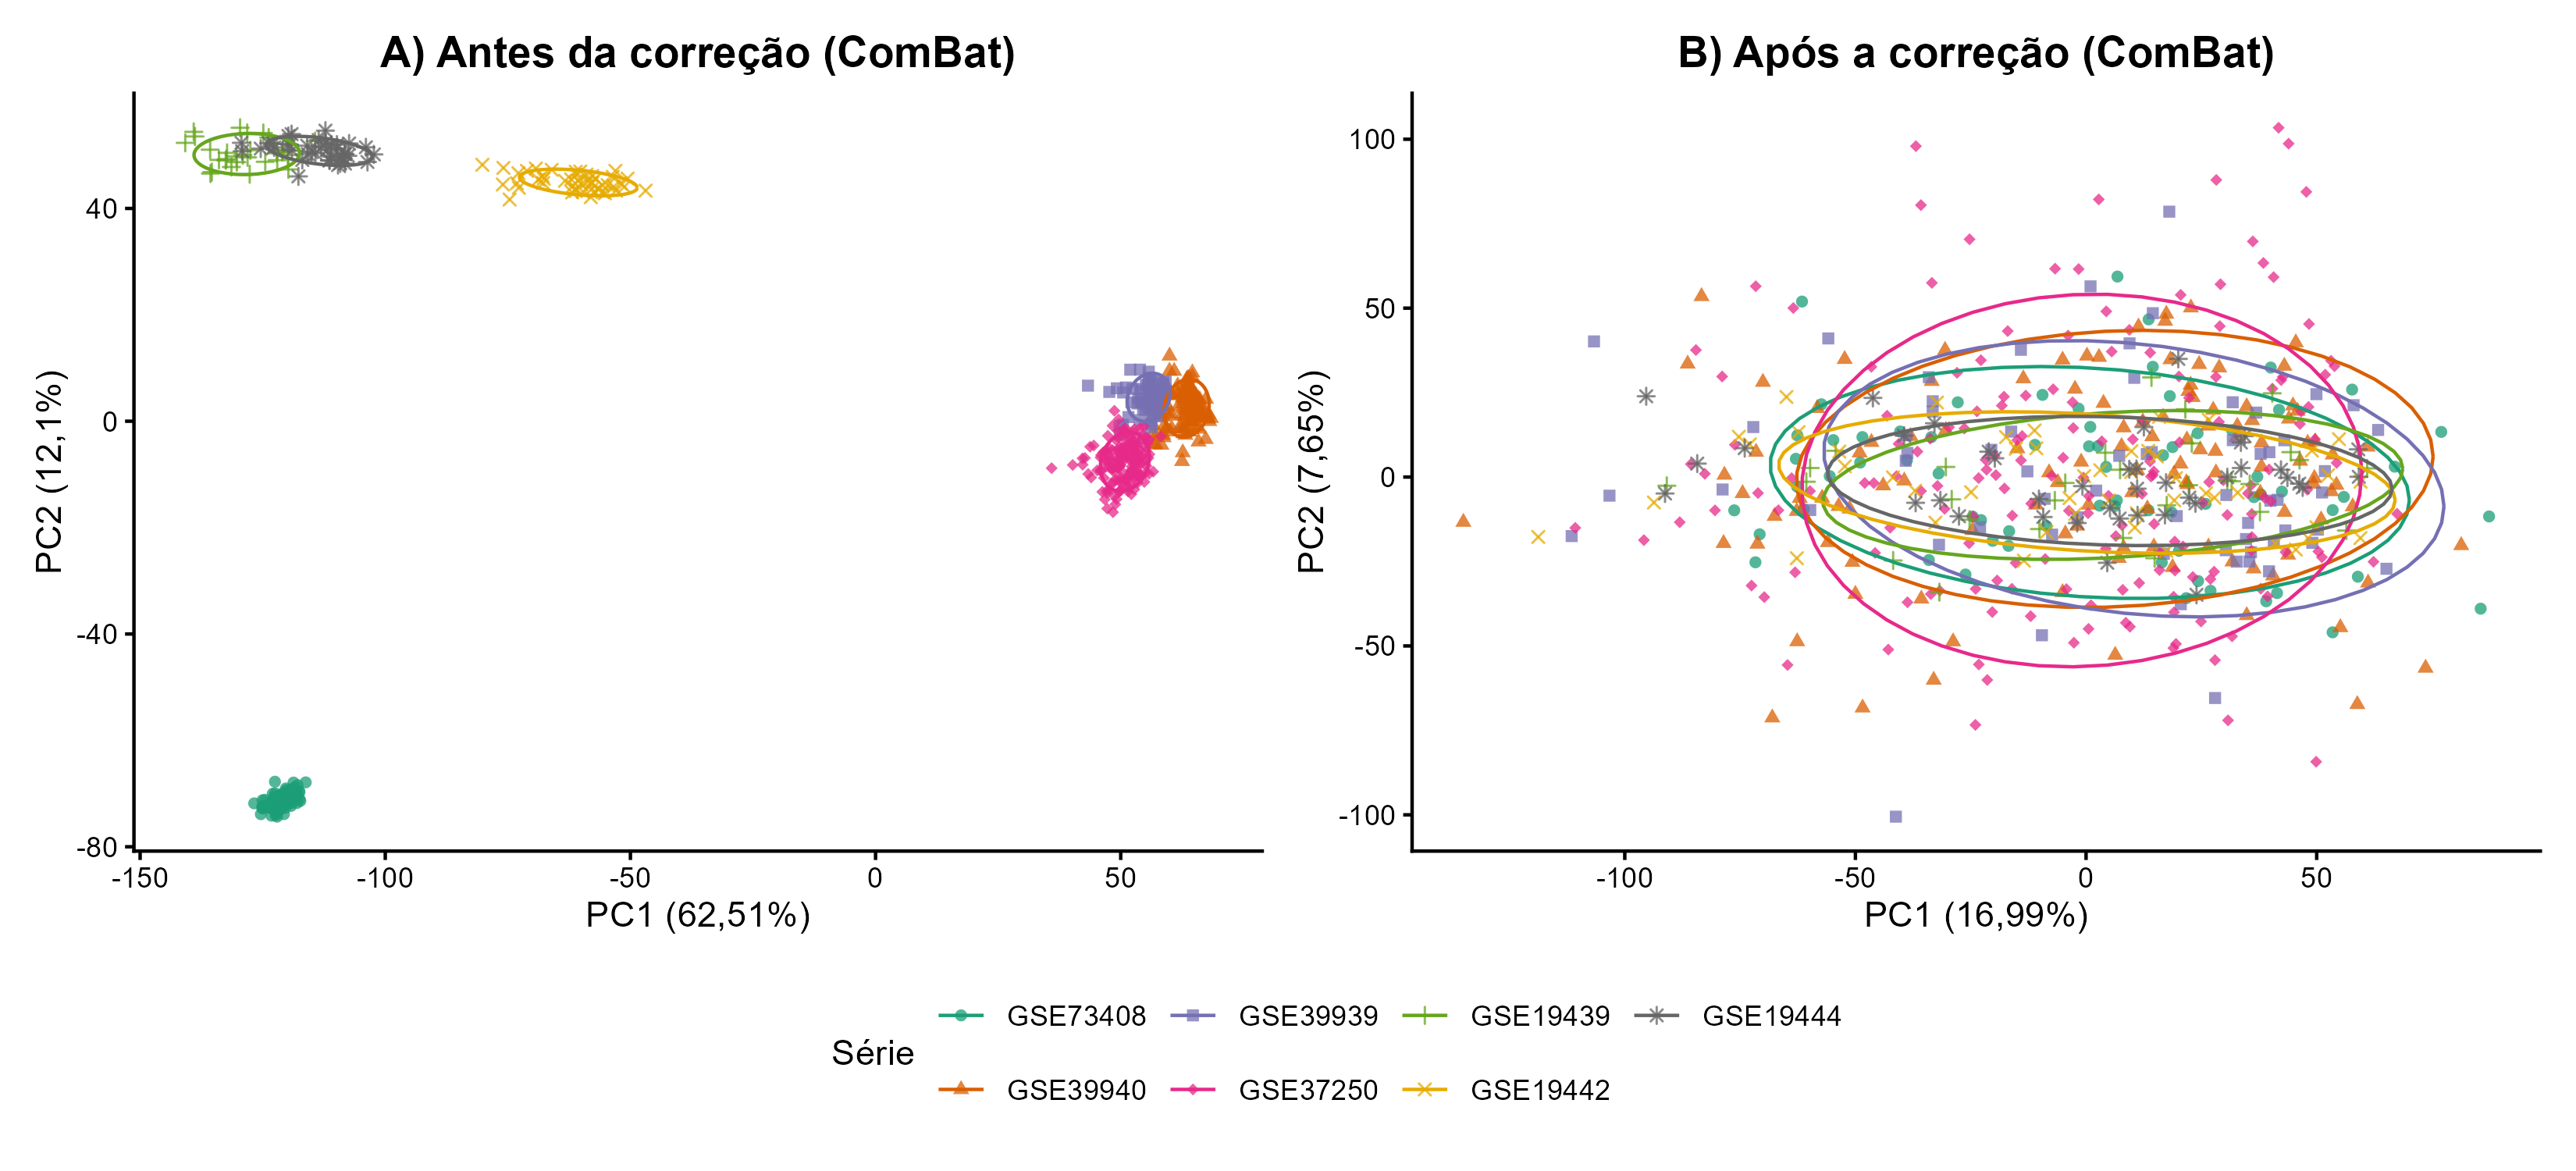 A) Antes da correção (ComBat)
B) Após a correção (ComBat)
PC2 (12,1%)
40
0
-40
-80
-150
-100
-50
0
50
PC1 (62,51%)
PC2 (7,65%)
100
50
0
-50
-100
-100
-50
0
50
PC1 (16,99%)
Série
GSE73408
GSE39939
GSE19439
GSE19444
GSE39940
GSE37250
GSE19442